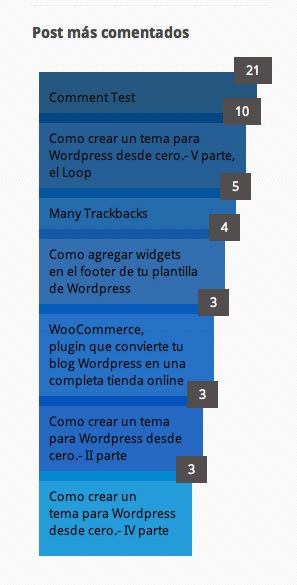 Post más comentados
21
Comment Test
10
Como crear un tema para
Wordpress desde cero.- V parte,
el Loop
5
Many Trackbacks
4
Como agregar widgets
en el footer de tu plantilla
de Wordpress
3
WooCommerce,
plugin que convierte tu
blog Wordpress en una
completa tienda online
3
Como crear un tema
para Wordpress desde
cero.- II parte
3
Como crear un
tema para Wordpress
desde cero.- IV parte